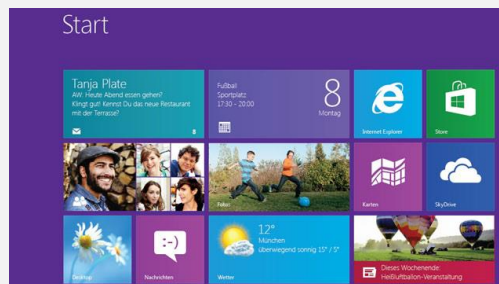 Start
Tanja Plate
AW: Heute Abend essen gehen?
Klingt gut! Kennst Du das neue Restaurant
mit der Terrasse?
8
Fußball
Sportplatz
17:30 - 20:00
8
Montag
Internet Explorer
Store
Fotos
Karten
SkyDrive
Desktop
:-)
Nachrichten
12°
München
überwiegend sonnig 15° / 5°
Wetter
Dieses Wochenende:
Heißluftballon-Veranstaltung